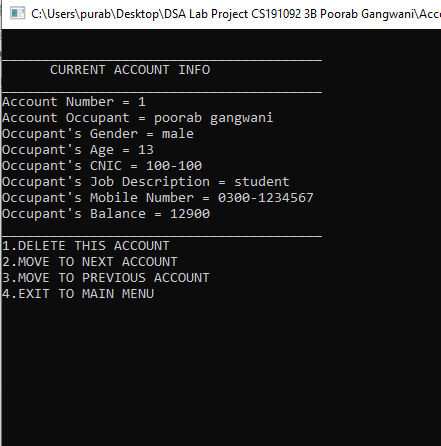 C:\Users\purab\Desktop\DSA Lab Project CS191092 3B Poorab Gangwani\Acc
________________________________________
CURRENT ACCOUNT INFO
________________________________________
Account Number = 1
Account Occupant = poorab gangwani
Occupant's Gender = male
Occupant's Age = 13
Occupant's CNIC = 100-100
Occupant's Job Description = student
Occupant's Mobile Number = 0300-1234567
Occupant's Balance = 12900
________________________________________
1.DELETE THIS ACCOUNT
2.MOVE TO NEXT ACCOUNT
3.MOVE TO PREVIOUS ACCOUNT
4.EXIT TO MAIN MENU